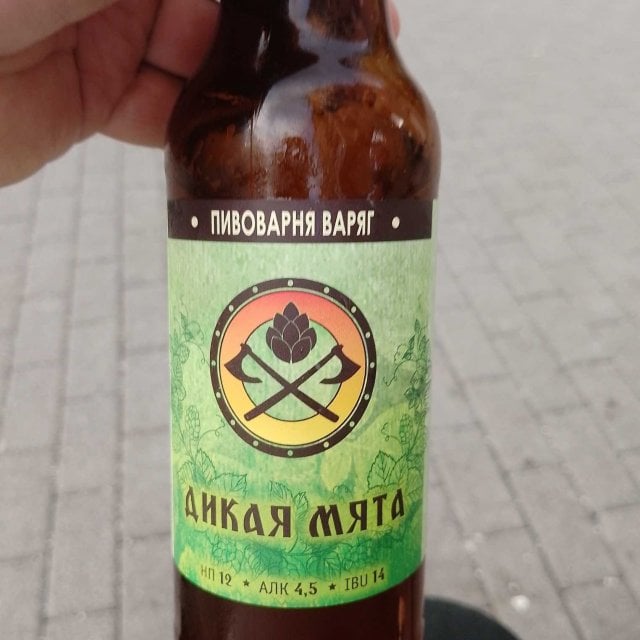 • ПИВОВАРНЯ ВАРЯГ •
ДИКАЯ МЯТА
НП 12 ★ АЛК 4,5 ★ IBU 14